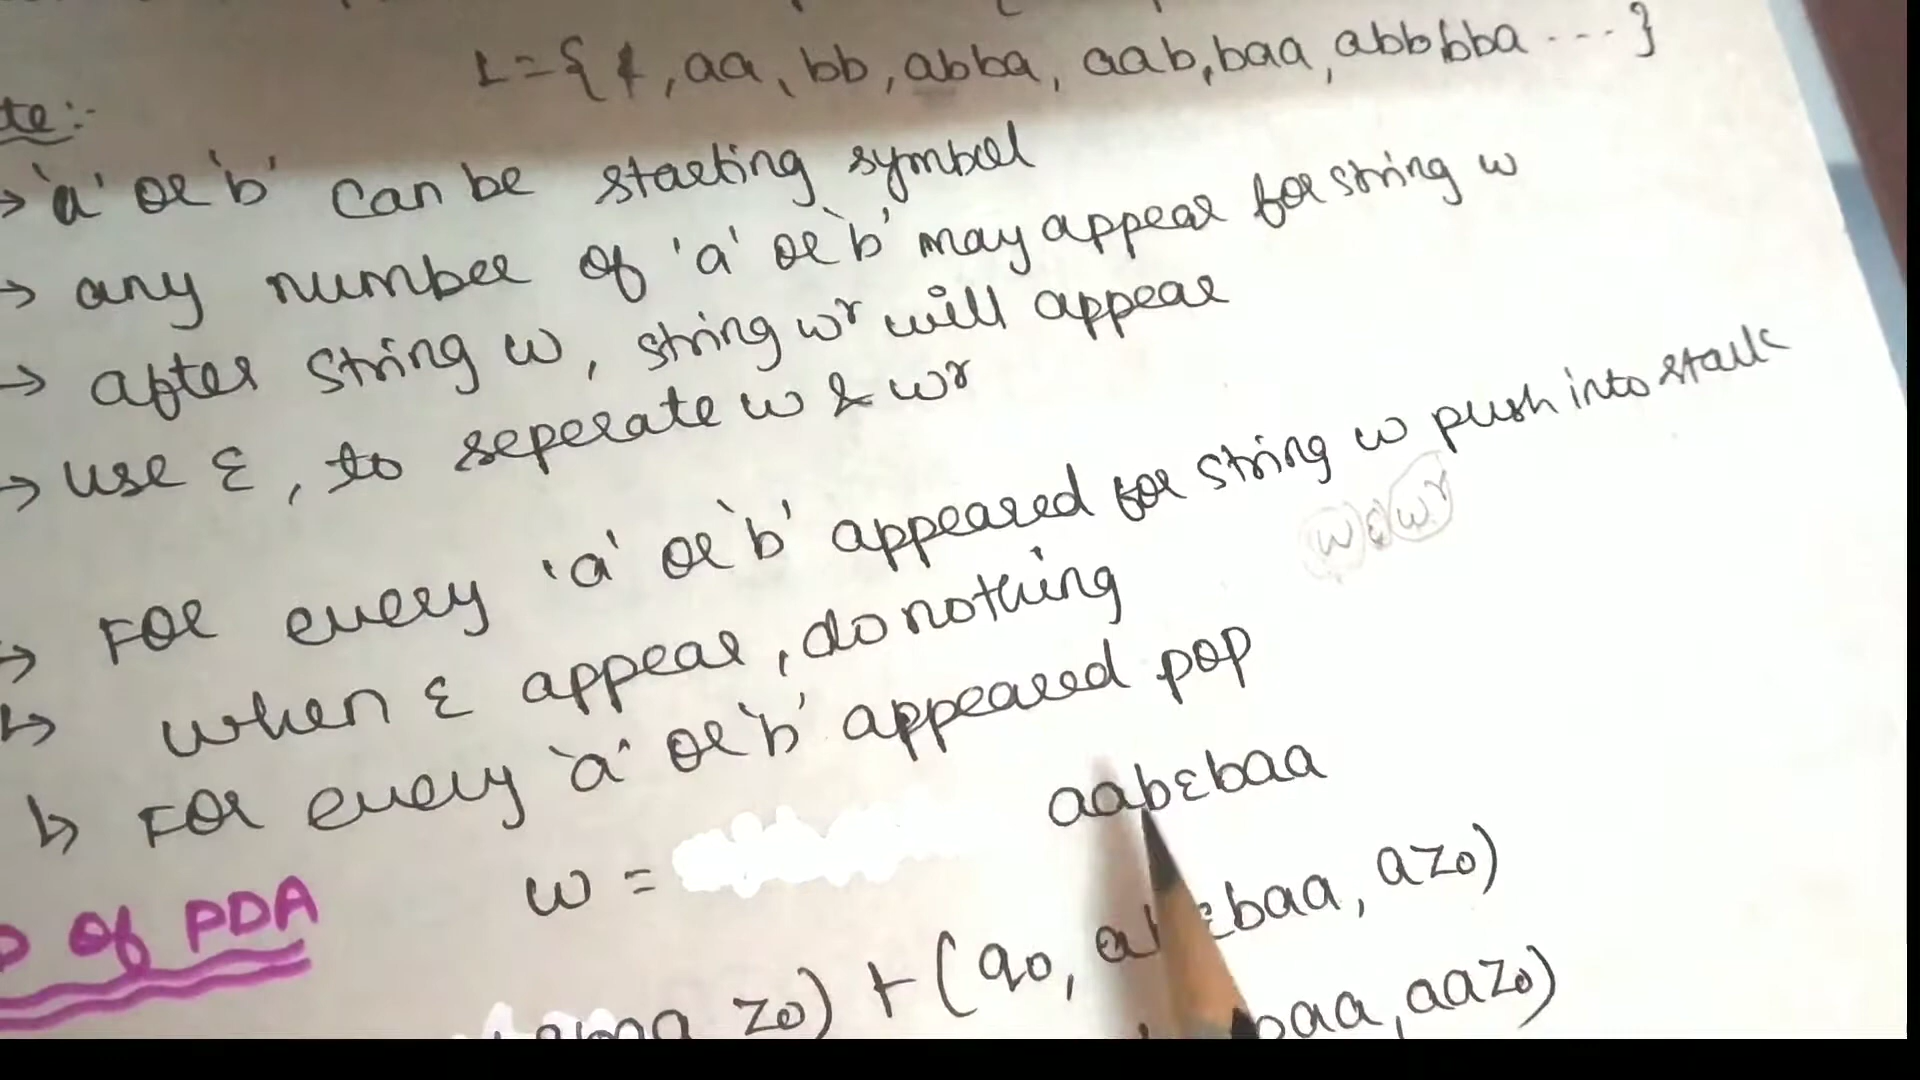 L={ɛ, aa, bb, abba, aab,baa, abbbba ---- }
te:-
→ 'a' or 'b' can be starting symbol
→ any number of 'a' or 'b' may appear for string w
→ after string w, string wʳ will appear
→ use ε, to seperate w & wʳ
→ For every 'a' or 'b' appeared for string w push into stack
wεwʳ
↳ when ε appear, do nothing
↳ For every 'a' or 'b' appeared pop
w = aabεbaa
of PDA
z₀) ⊢ (q₀, εbaa, az₀)
baa, aaz₀)